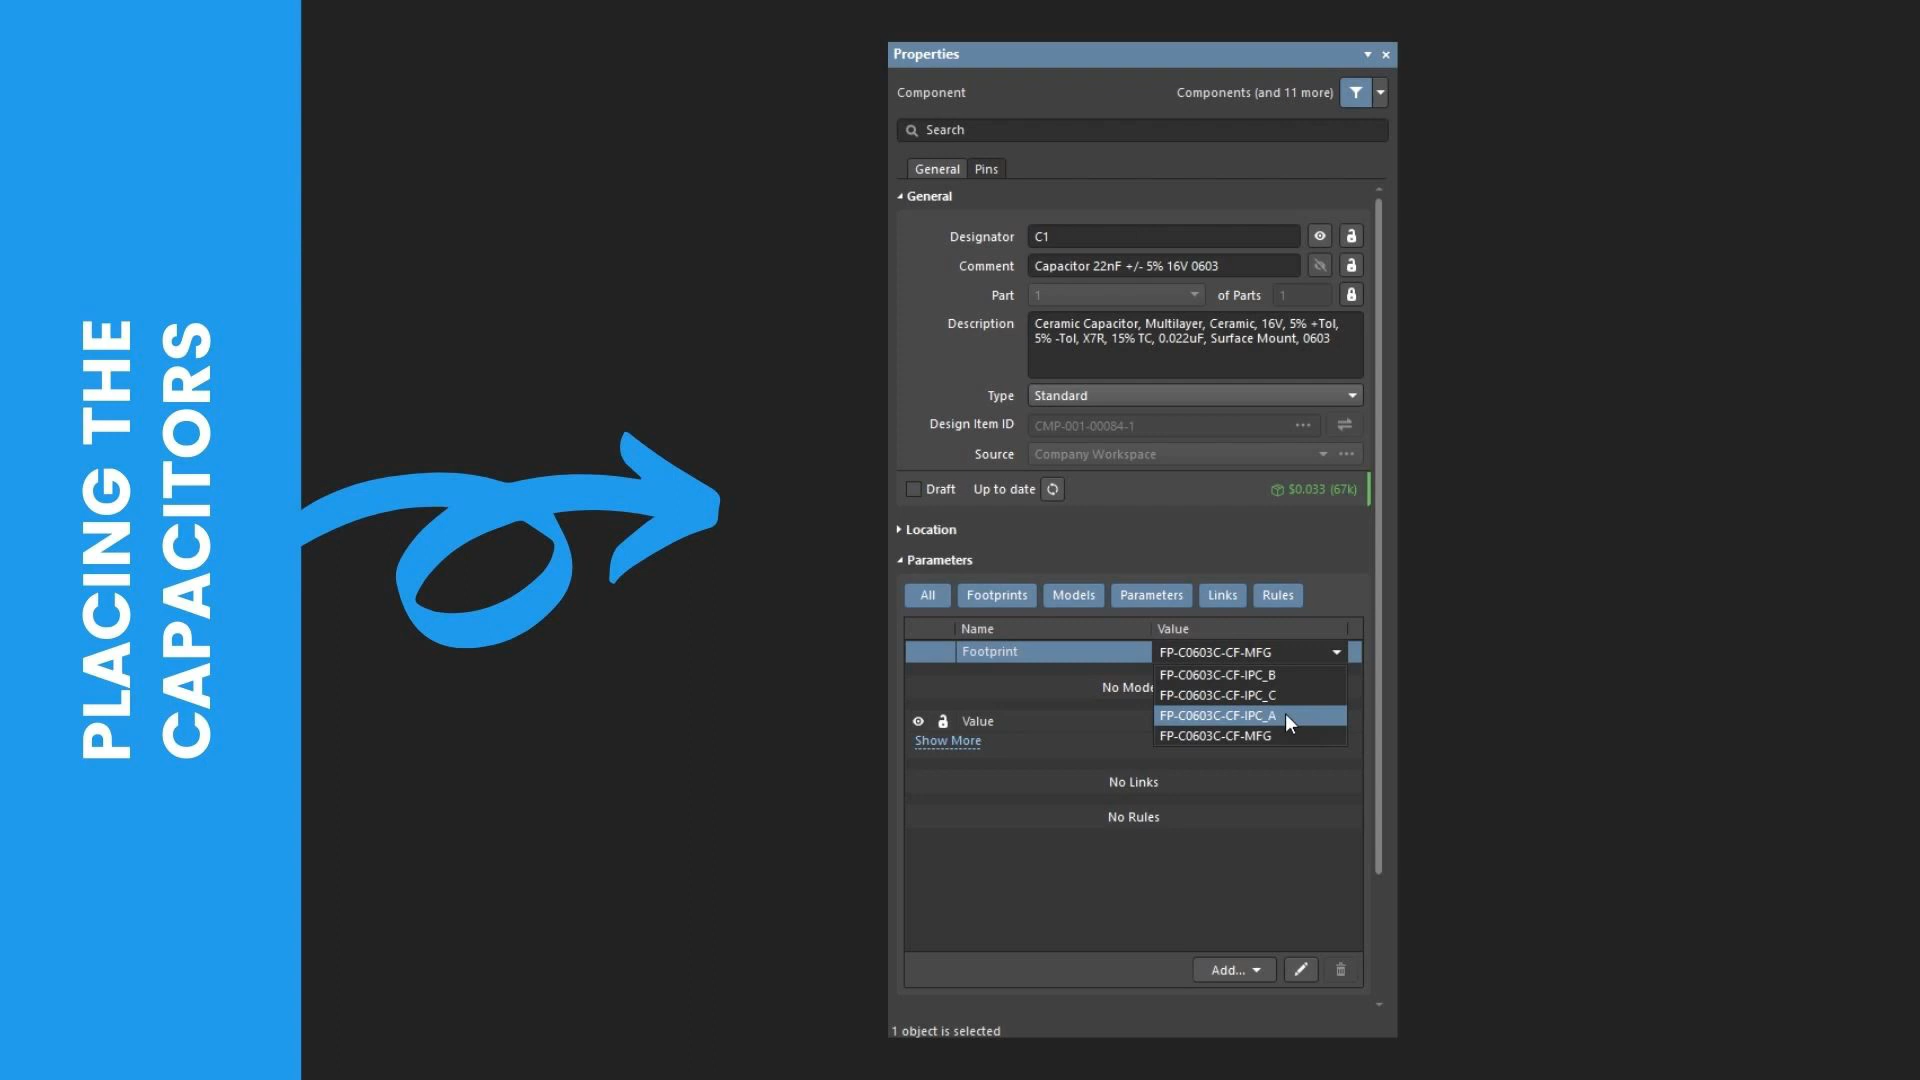 PLACING THE
CAPACITORS
Properties
Component
Components (and 11 more)
Search
General
Pins
General
Designator
C1
Comment
Capacitor 22nF +/- 5% 16V 0603
Part
1
of Parts
1
Description
Ceramic Capacitor, Multilayer, Ceramic, 16V, 5% +Tol,
5% -Tol, X7R, 15% TC, 0.022uF, Surface Mount, 0603
Type
Standard
Design Item ID
CMP-001-00084-1
Source
Company Workspace
Draft
Up to date
$0.033 (67k)
Location
Parameters
All
Footprints
Models
Parameters
Links
Rules
Name
Value
Footprint
FP-C0603C-CF-MFG
FP-C0603C-CF-IPC_B
No Mode
FP-C0603C-CF-IPC_C
FP-C0603C-CF-IPC_A
Value
FP-C0603C-CF-MFG
Show More
No Links
No Rules
Add...
1 object is selected